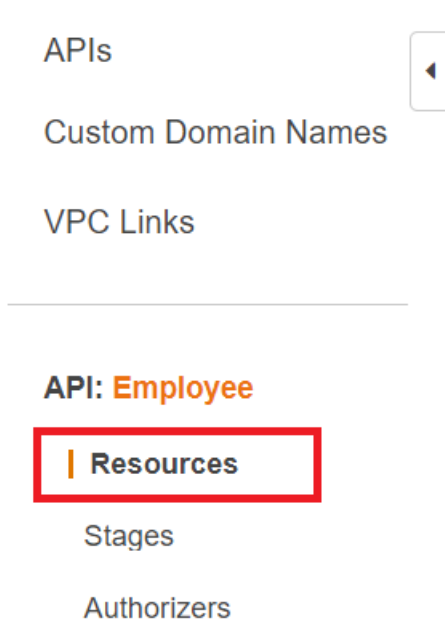 APIs
Custom Domain Names
VPC Links
API: Employee
Resources
Stages
Authorizers